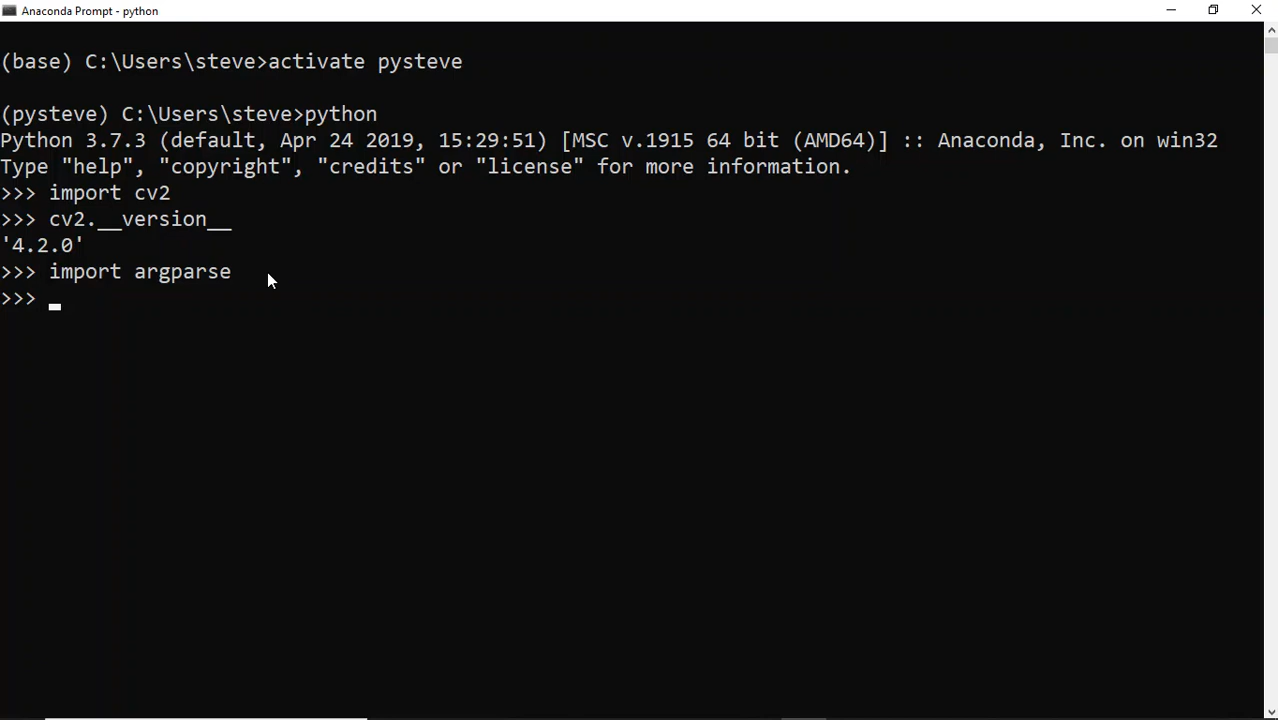 Anaconda Prompt - python
(base) C:\Users\steve>activate pysteve
(pysteve) C:\Users\steve>python
Python 3.7.3 (default, Apr 24 2019, 15:29:51) [MSC v.1915 64 bit (AMD64)] :: Anaconda, Inc. on win32
Type "help", "copyright", "credits" or "license" for more information.
>>> import cv2
>>> cv2.__version__
'4.2.0'
>>> import argparse
>>>